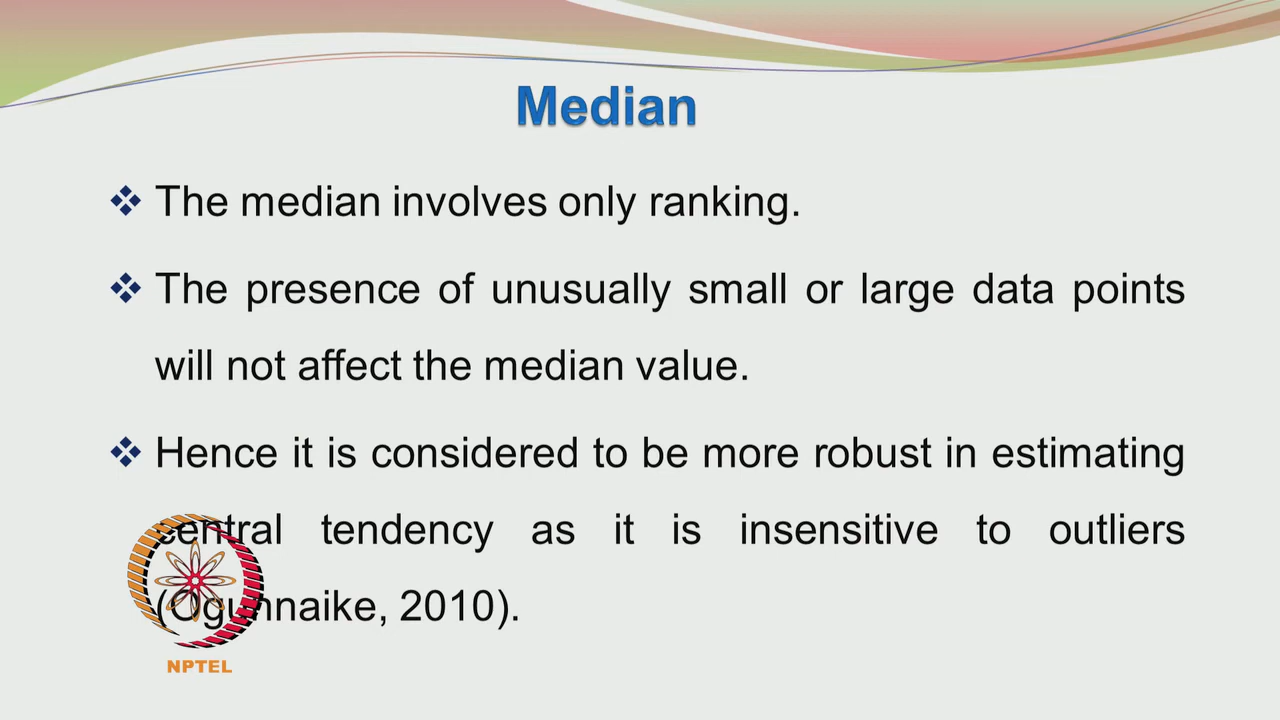 Median
The median involves only ranking.
The presence of unusually small or large data points
will not affect the median value.
Hence it is considered to be more robust in estimating
central tendency as it is insensitive to outliers
(Ogunnaike, 2010).
NPTEL